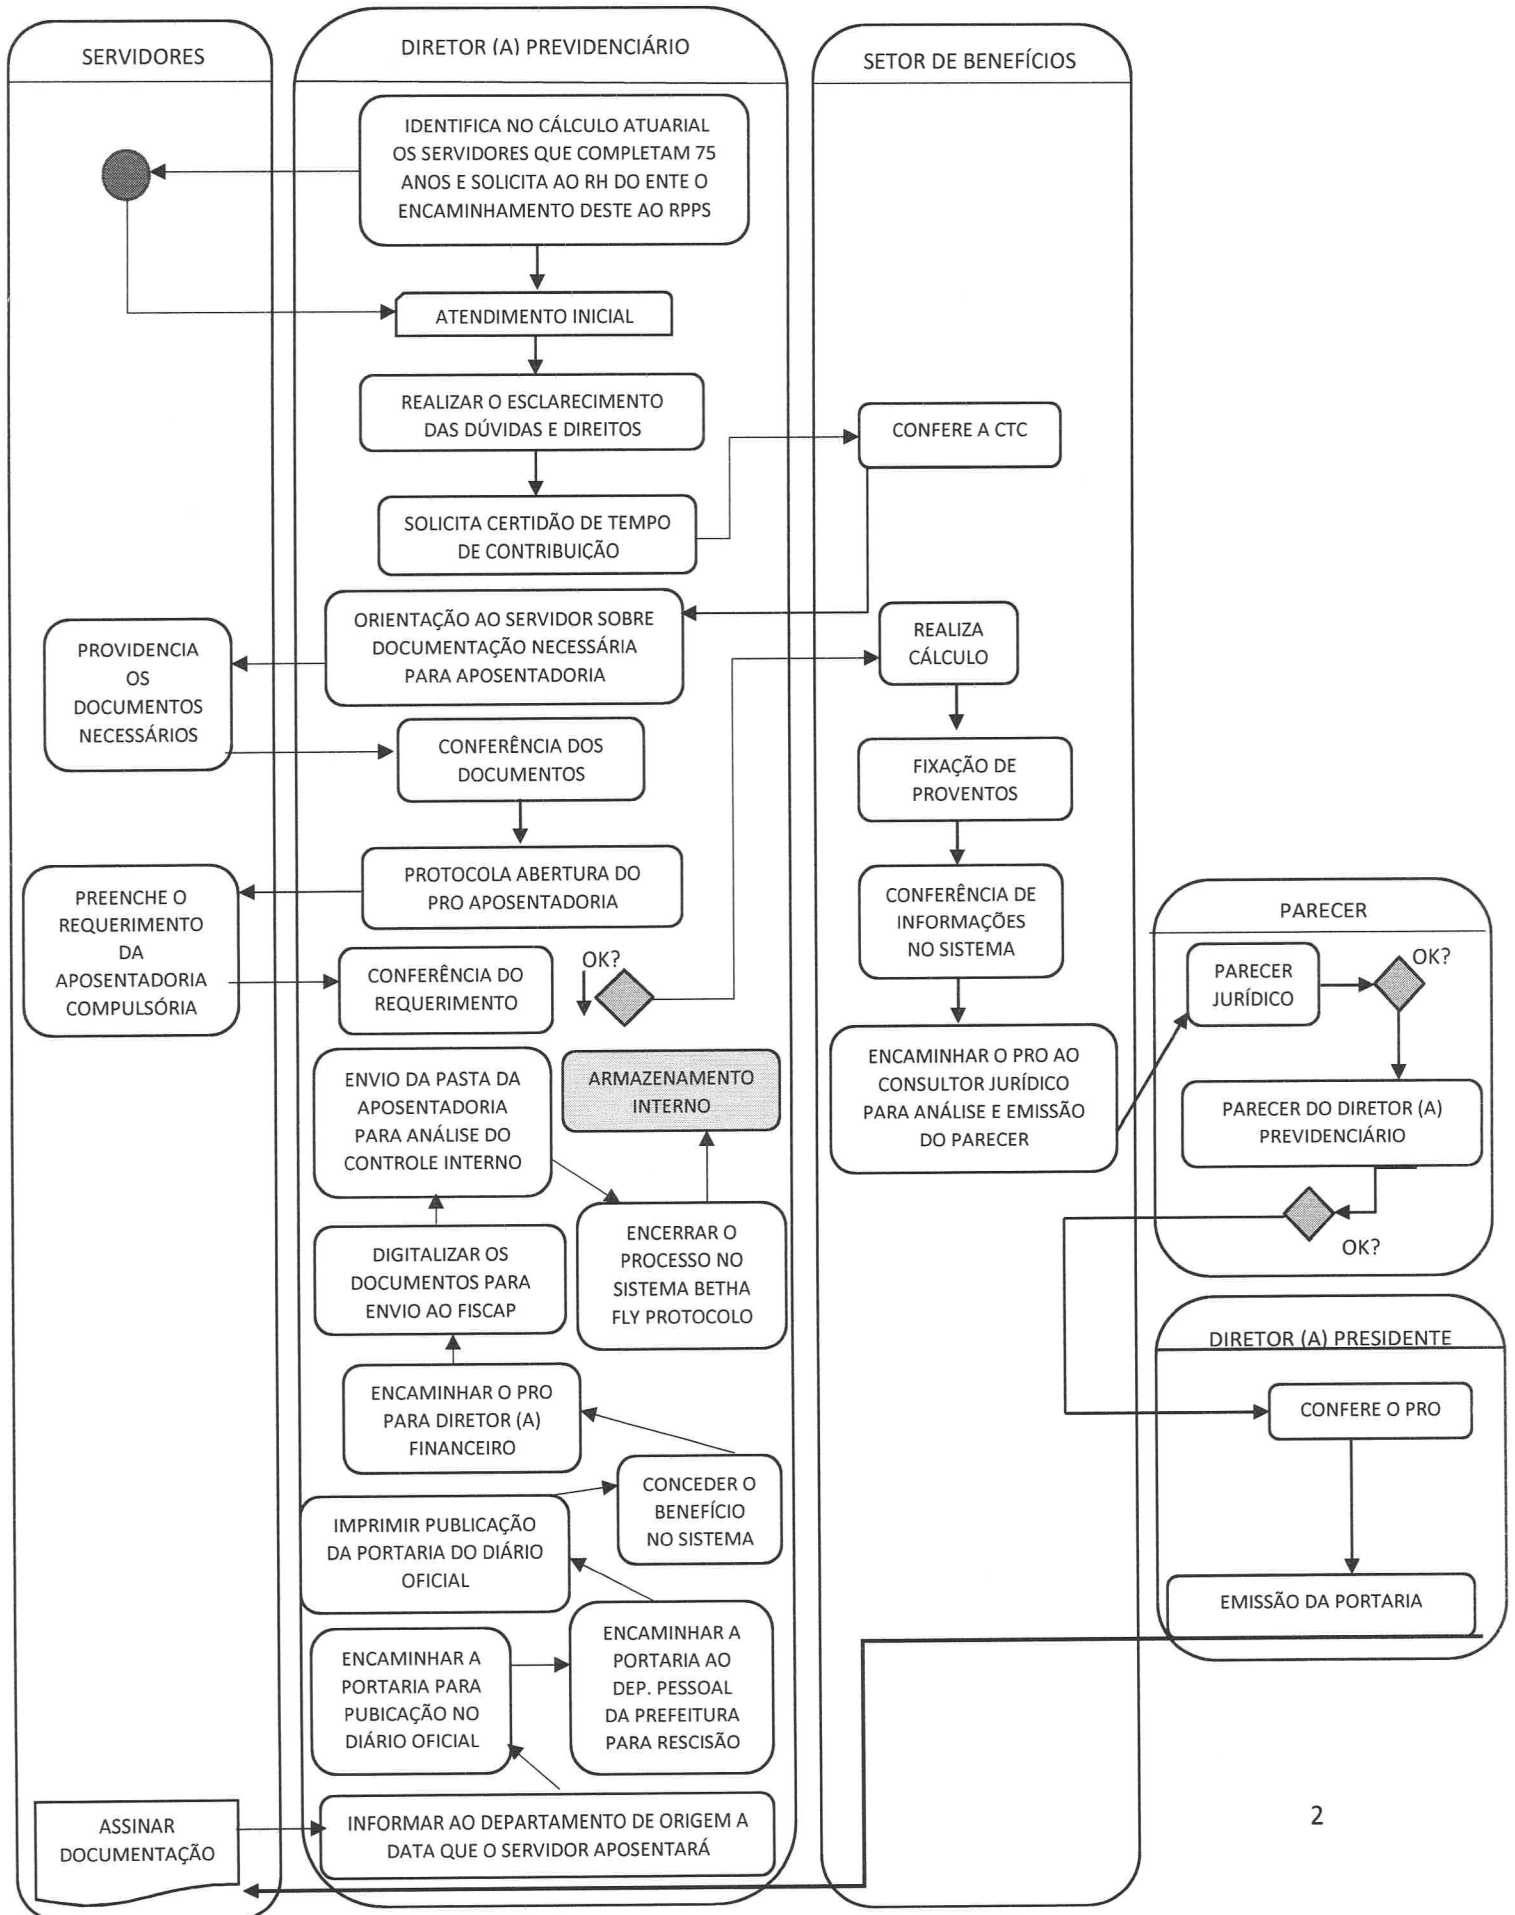 SERVIDORES
DIRETOR (A) PREVIDENCIÁRIO
SETOR DE BENEFÍCIOS
IDENTIFICA NO CÁLCULO ATUARIAL
OS SERVIDORES QUE COMPLETAM 75
ANOS E SOLICITA AO RH DO ENTE O
ENCAMINHAMENTO DESTE AO RPPS
ATENDIMENTO INICIAL
REALIZAR O ESCLARECIMENTO
DAS DÚVIDAS E DIREITOS
CONFERE A CTC
SOLICITA CERTIDÃO DE TEMPO
DE CONTRIBUIÇÃO
ORIENTAÇÃO AO SERVIDOR SOBRE
DOCUMENTAÇÃO NECESSÁRIA
PARA APOSENTADORIA
PROVIDENCIA
OS
DOCUMENTOS
NECESSÁRIOS
REALIZA
CÁLCULO
CONFERÊNCIA DOS
DOCUMENTOS
FIXAÇÃO DE
PROVENTOS
PROTOCOLA ABERTURA DO
PRO APOSENTADORIA
PREENCHE O
REQUERIMENTO
DA
APOSENTADORIA
COMPULSÓRIA
CONFERÊNCIA DO
REQUERIMENTO
OK?
CONFERÊNCIA DE
INFORMAÇÕES
NO SISTEMA
ENCAMINHAR O PRO AO
CONSULTOR JURÍDICO
PARA ANÁLISE E EMISSÃO
DO PARECER
PARECER
PARECER
JURÍDICO
OK?
PARECER DO DIRETOR (A)
PREVIDENCIÁRIO
OK?
DIRETOR (A) PRESIDENTE
CONFERE O PRO
EMISSÃO DA PORTARIA
ENVIO DA PASTA DA
APOSENTADORIA
PARA ANÁLISE DO
CONTROLE INTERNO
ARMAZENAMENTO
INTERNO
DIGITALIZAR OS
DOCUMENTOS PARA
ENVIO AO FISCAP
ENCERRAR O
PROCESSO NO
SISTEMA BETHA
FLY PROTOCOLO
ENCAMINHAR O PRO
PARA DIRETOR (A)
FINANCEIRO
CONCEDER O
BENEFÍCIO
NO SISTEMA
IMPRIMIR PUBLICAÇÃO
DA PORTARIA DO DIÁRIO
OFICIAL
ENCAMINHAR A
PORTARIA PARA
PUBICAÇÃO NO
DIÁRIO OFICIAL
ENCAMINHAR A
PORTARIA AO
DEP. PESSOAL
DA PREFEITURA
PARA RESCISÃO
ASSINAR
DOCUMENTAÇÃO
INFORMAR AO DEPARTAMENTO DE ORIGEM A
DATA QUE O SERVIDOR APOSENTARÁ
2